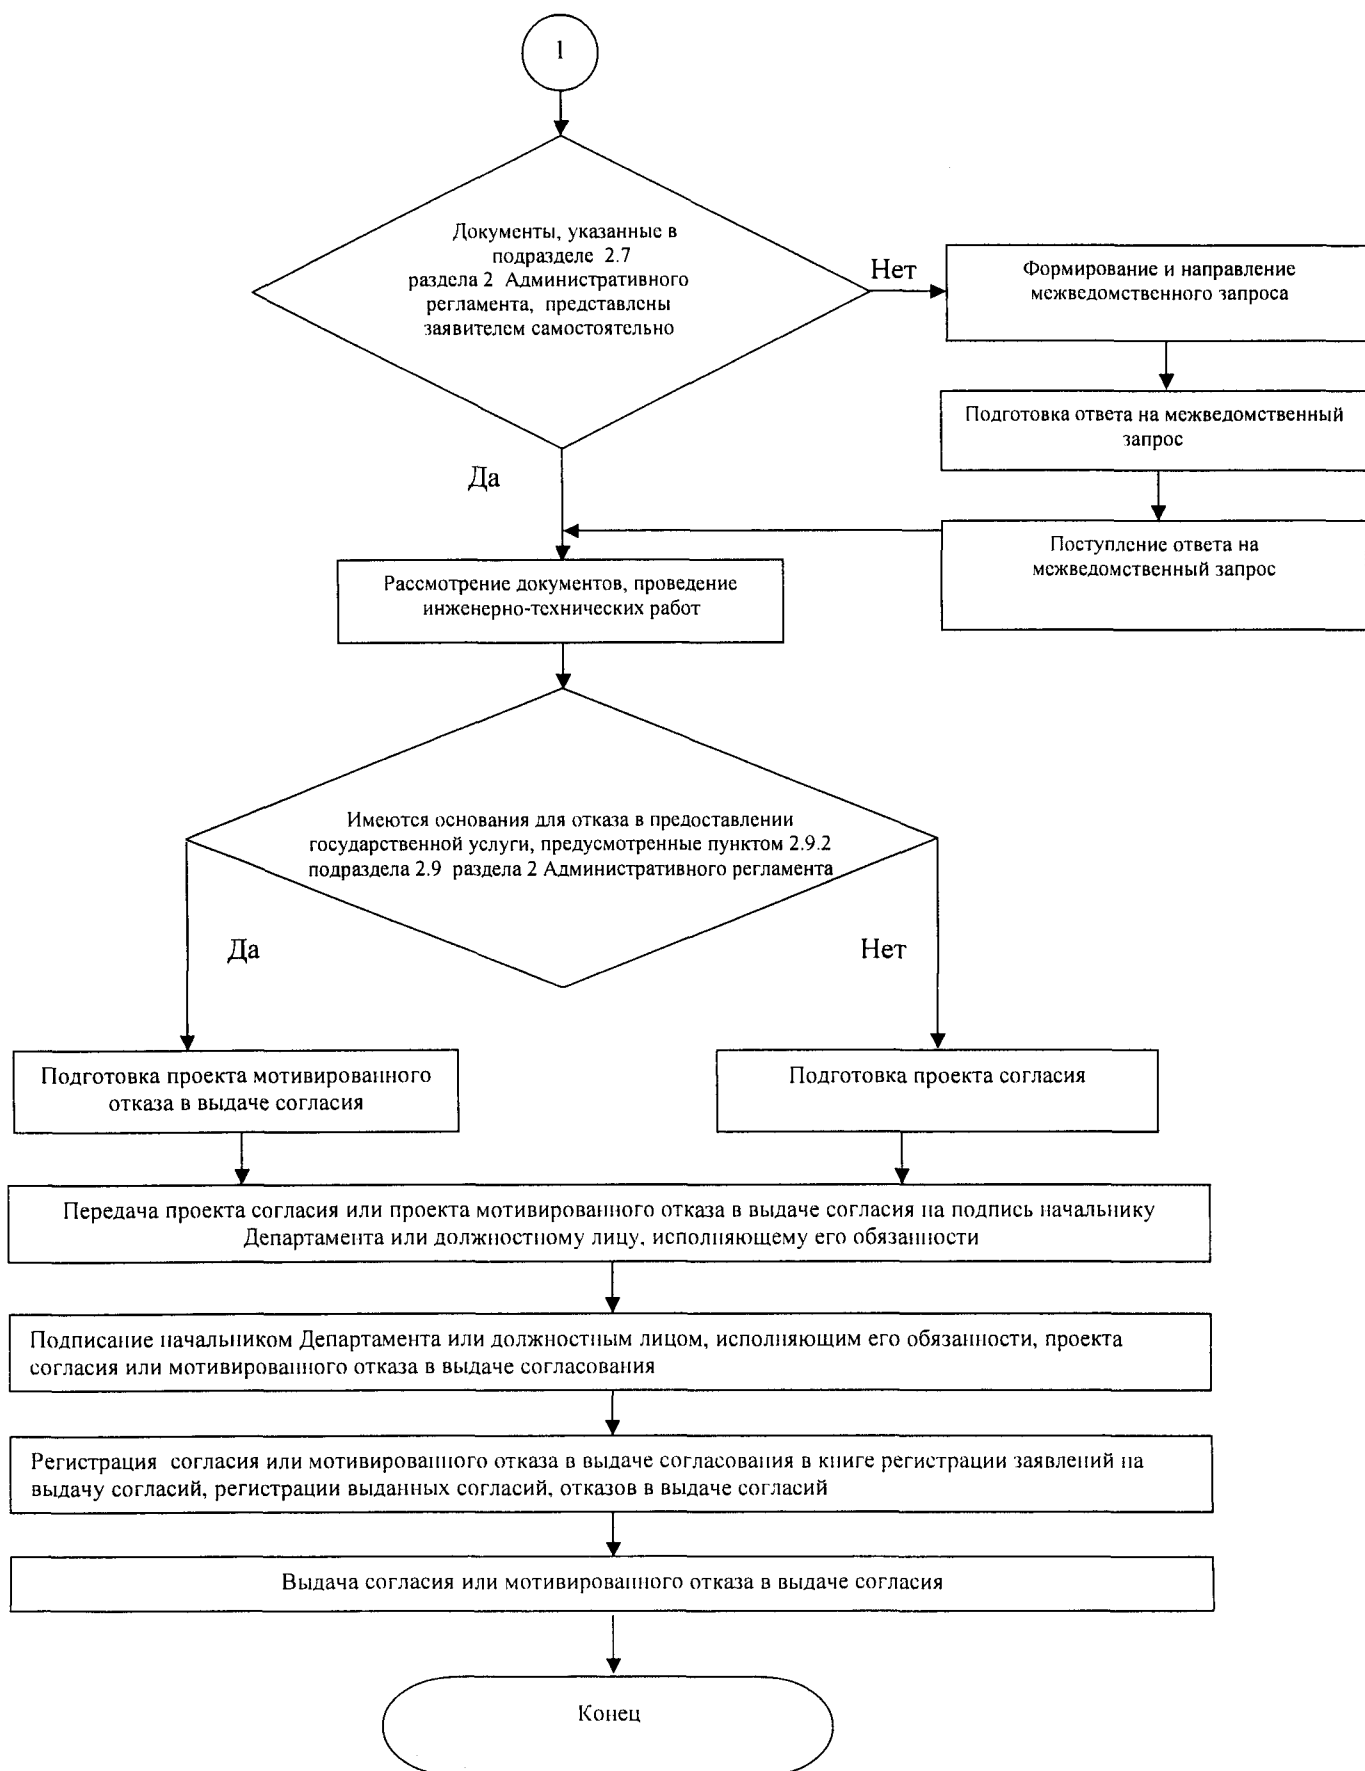 1
Документы, указанные в
подразделе 2.7
раздела 2 Административного
регламента, представлены
заявителем самостоятельно
Нет
Формирование и направление
межведомственного запроса
Подготовка ответа на межведомственный
запрос
Да
Поступление ответа на
межведомственный запрос
Рассмотрение документов, проведение
инженерно-технических работ
Имеются основания для отказа в предоставлении
государственной услуги, предусмотренные пунктом 2.9.2
подраздела 2.9 раздела 2 Административного регламента
Да
Нет
Подготовка проекта мотивированного
отказа в выдаче согласия
Подготовка проекта согласия
Передача проекта согласия или проекта мотивированного отказа в выдаче согласия на подпись начальнику
Департамента или должностному лицу, исполняющему его обязанности
Подписание начальником Департамента или должностным лицом, исполняющим его обязанности, проекта
согласия или мотивированного отказа в выдаче согласования
Регистрация согласия или мотивированного отказа в выдаче согласования в книге регистрации заявлений на
выдачу согласий, регистрации выданных согласий, отказов в выдаче согласий
Выдача согласия или мотивированного отказа в выдаче согласия
Конец